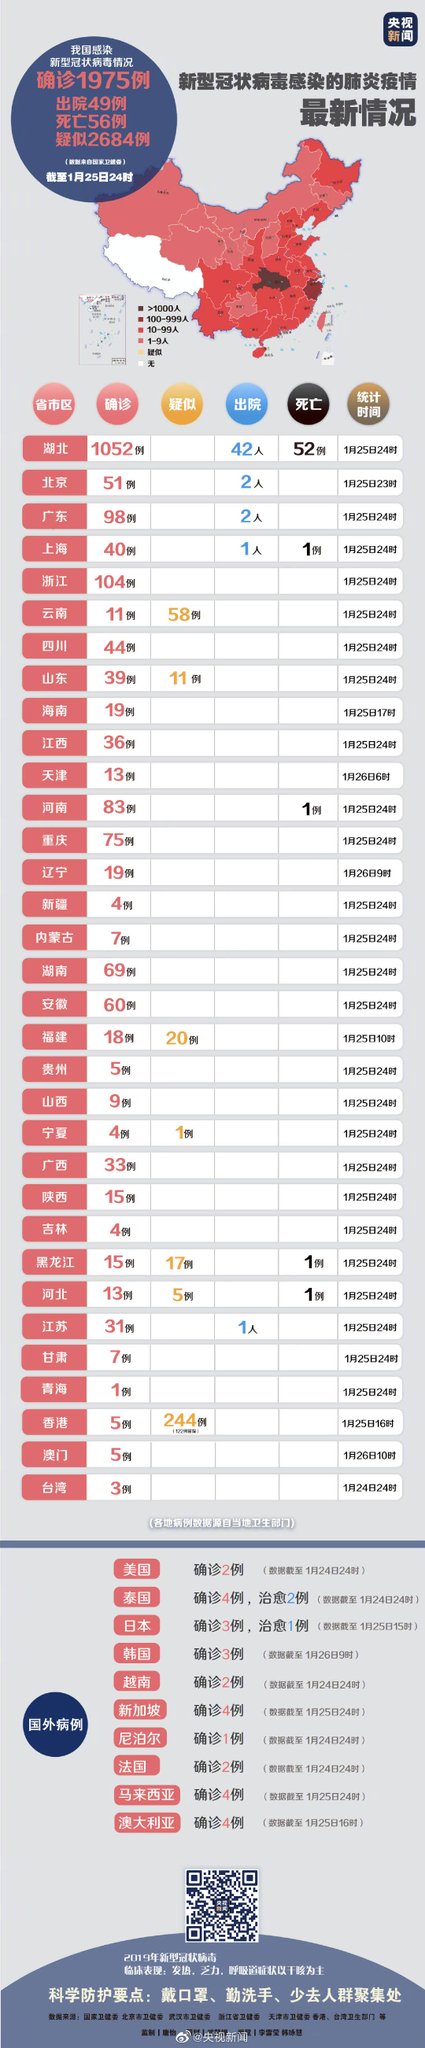 央视
新闻
我国感染
新型冠状病毒情况
确诊1975例
出院49例
死亡56例
疑似2684例
(数据来自国家卫健委)
截至1月25日24时
新型冠状病毒感染的肺炎疫情
最新情况
>1000人
100-999人
10-99人
1-9人
疑似
无
省市区 确诊 疑似 出院 死亡 统计时间
湖北 1052例 42人 52例 1月25日24时
北京 51例 2人 1月25日23时
广东 98例 2人 1月25日24时
上海 40例 1人 1例 1月25日24时
浙江 104例 1月25日24时
云南 11例 58例 1月25日24时
四川 44例 1月25日24时
山东 39例 11例 1月25日24时
海南 19例 1月25日17时
江西 36例 1月25日24时
天津 13例 1月26日6时
河南 83例 1例 1月25日24时
重庆 75例 1月25日24时
辽宁 19例 1月26日9时
新疆 4例 1月25日24时
内蒙古 7例 1月25日24时
湖南 69例 1月25日24时
安徽 60例 1月25日24时
福建 18例 20例 1月25日10时
贵州 5例 1月25日24时
山西 9例 1月25日24时
宁夏 4例 1例 1月25日24时
广西 33例 1月25日24时
陕西 15例 1月25日24时
吉林 4例 1月25日24时
黑龙江 15例 17例 1例 1月25日24时
河北 13例 5例 1例 1月25日24时
江苏 31例 1人 1月25日24时
甘肃 7例 1月25日24时
青海 1例 1月25日24时
香港 5例 244例 1月25日16时
澳门 5例 1月26日10时
台湾 3例 1月24日24时
(各地病例数据源自当地卫生部门)
国外病例
美国 确诊2例 (数据截至 1月24日24时)
泰国 确诊4例,治愈2例 (数据截至 1月24日24时)
日本 确诊3例,治愈1例 (数据截至 1月25日15时)
韩国 确诊3例 (数据截至 1月26日9时)
越南 确诊2例 (数据截至 1月24日24时)
新加坡 确诊4例 (数据截至 1月25日24时)
尼泊尔 确诊1例 (数据截至 1月24日24时)
法国 确诊2例 (数据截至 1月24日24时)
马来西亚 确诊4例 (数据截至 1月25日24时)
澳大利亚 确诊4例 (数据截至 1月25日16时)
2019年新型冠状病毒
临床表现:发热、乏力、呼吸道症状以干咳为主
科学防护要点:戴口罩、勤洗手、少去人群聚集处
数据来源:国家卫健委 北京市卫健委 武汉市卫健委 浙江省卫健委 天津市卫健委 香港、台湾卫生部门 等
监制丨唐怡
@央视新闻